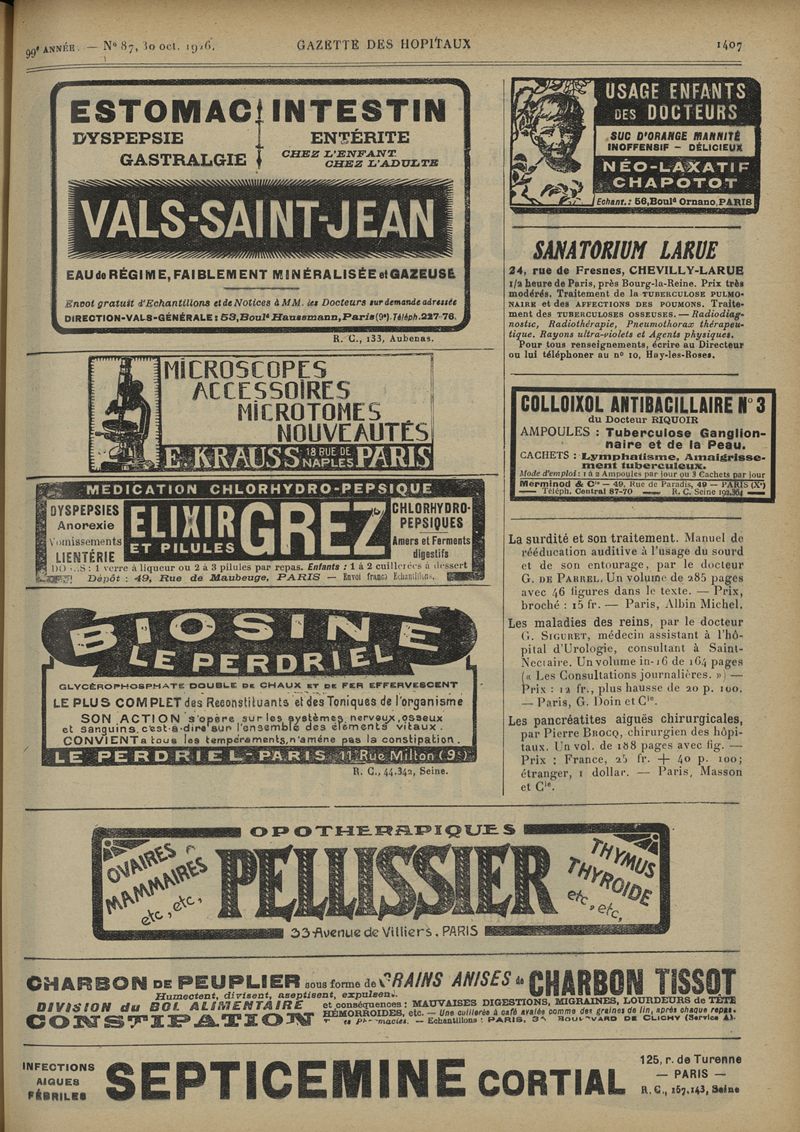 99e ANNÉE. — No 87, 30 oct. 1926.
GAZETTE DES HOPITAUX
1407
ESTOMAC INTESTIN
DYSPEPSIE ENTÉRITE
GASTRALGIE CHEZ L'ENFANT
CHEZ L'ADULTE
VALS-SAINT-JEAN
EAU de RÉGIME, FAIBLEMENT MINÉRALISÉE et GAZEUSE
Envoi gratuit d'Echantillons et de Notices à MM. les Docteurs sur demande adressée
DIRECTION-VALS-GÉNÉRALE : 53, Bould Haussmann, Paris (9e). Téléph. 227-76.
R. C., 133, Aubenas.
MICROSCOPES
ACCESSOIRES
MICROTOMES
NOUVEAUTÉS
E. KRAUSS 18 RUE DE NAPLES PARIS
MEDICATION CHLORHYDRO-PEPSIQUE
DYSPEPSIES
Anorexie
Vomissements
LIENTÉRIE
ELIXIR GREZ
ET PILULES
CHLORHYDRO-
PEPSIQUES
Amers et Ferments
digestifs
DOSES : 1 verre à liqueur ou 2 à 3 pilules par repas. Enfants : 1 à 2 cuillerées à dessert
Dépôt : 49, Rue de Maubeuge, PARIS — Envoi franco Echantillons.
BIOSINE
LE PERDRIEL
GLYCÉROPHOSPHATE DOUBLE DE CHAUX ET DE FER EFFERVESCENT
LE PLUS COMPLET des Reconstituants et des Toniques de l'organisme
SON ACTION s'opère sur les systèmes nerveux, osseux
et sanguins, c'est-à-dire sur l'ensemble des éléments vitaux.
CONVIENT a tous les tempéraments, n'amène pas la constipation.
LE PERDRIEL-PARIS 11 Rue Milton (9e)
R. C., 44.342, Seine.
USAGE ENFANTS
DES DOCTEURS
SUC D'ORANGE MANNITÉ
INOFFENSIF — DÉLICIEUX
NÉO-LAXATIF
CHAPOTOT
Echant. : 56, Bould Ornano, PARIS
SANATORIUM LARUE
24, rue de Fresnes, CHEVILLY-LARUE
1/2 heure de Paris, près Bourg-la-Reine. Prix très
modérés. Traitement de la TUBERCULOSE PULMO-
NAIRE et des AFFECTIONS DES POUMONS. Traite-
ment des TUBERCULOSES OSSEUSES. — Radiodiag-
nostic, Radiothérapie, Pneumothorax thérapeu-
tique. Rayons ultra-violets et Agents physiques.
Pour tous renseignements, écrire au Directeur
ou lui téléphoner au no 10, Hay-les-Roses.
COLLOIXOL ANTIBACILLAIRE No 3
du Docteur RIQUOIR
AMPOULES : Tuberculose Ganglion-
naire et de la Peau.
CACHETS : Lymphatisme, Amaigrisse-
ment tuberculeux.
Mode d'emploi : 1 à 2 Ampoules par jour ou 3 Cachets par jour
Merminod & Cie — 49, Rue de Paradis, 49 — PARIS (Xe)
Téléph. Central 87-70 — R. C. Seine 192.364
La surdité et son traitement. Manuel de
rééducation auditive à l'usage du sourd
et de son entourage, par le docteur
G. DE PARREL. Un volume de 285 pages
avec 46 figures dans le texte. — Prix,
broché : 15 fr. — Paris, Albin Michel.
Les maladies des reins, par le docteur
G. SIGURET, médecin assistant à l'hô-
pital d'Urologie, consultant à Saint-
Nectaire. Un volume in-16 de 164 pages
(« Les Consultations journalières. ») —
Prix : 12 fr., plus hausse de 20 p. 100.
— Paris, G. Doin et Cie.
Les pancréatites aiguës chirurgicales,
par Pierre BROCQ, chirurgien des hôpi-
taux. Un vol. de 188 pages avec fig. —
Prix : France, 25 fr. + 40 p. 100;
étranger, 1 dollar. — Paris, Masson
et Cie.
OPOTHERAPIQUES
OVAIRES
MAMMAIRES
etc, etc,
PELLISSIER
THYMUS
THYROIDE
etc, etc,
33-Avenue de Villiers, PARIS
CHARBON DE PEUPLIER sous forme de GRAINS ANISES de CHARBON TISSOT
Humectent, divisent, aseptisent, expulsent.
DIVISION du BOL ALIMENTAIRE et conséquences : MAUVAISES DIGESTIONS, MIGRAINES, LOURDEURS de TÊTE
CONSTIPATION HÉMORROIDES, etc. — Une cuillerée à café avalée comme des graines de lin, après chaque repas.
Pharmacies. — Echantillons : PARIS, BOULEVARD DE CLICHY (Service A).
INFECTIONS
AIGUES
FÉBRILES
SEPTICEMINE CORTIAL
125, r. de Turenne
— PARIS —
R. C., 157.143, Seine